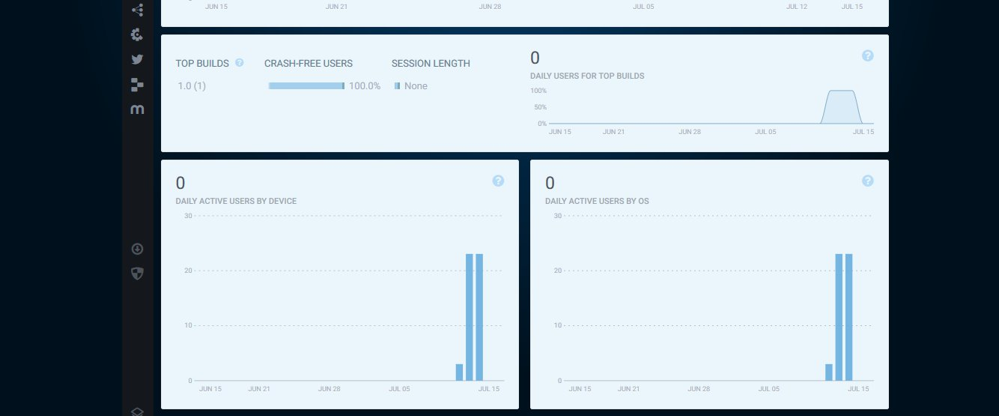 JUN 15 JUN 21 JUN 28 JUL 05 JUL 12 JUL 15
TOP BUILDS ? CRASH-FREE USERS SESSION LENGTH
1.0 (1) 100.0% None
0 ?
DAILY USERS FOR TOP BUILDS
100%
50%
0%
JUN 15 JUN 21 JUN 28 JUL 05 JUL 15
0 ?
DAILY ACTIVE USERS BY DEVICE
30
20
10
0
JUN 15 JUN 21 JUN 28 JUL 05 JUL 15
0 ?
DAILY ACTIVE USERS BY OS
30
20
10
0
JUN 15 JUN 21 JUN 28 JUL 05 JUL 15
m